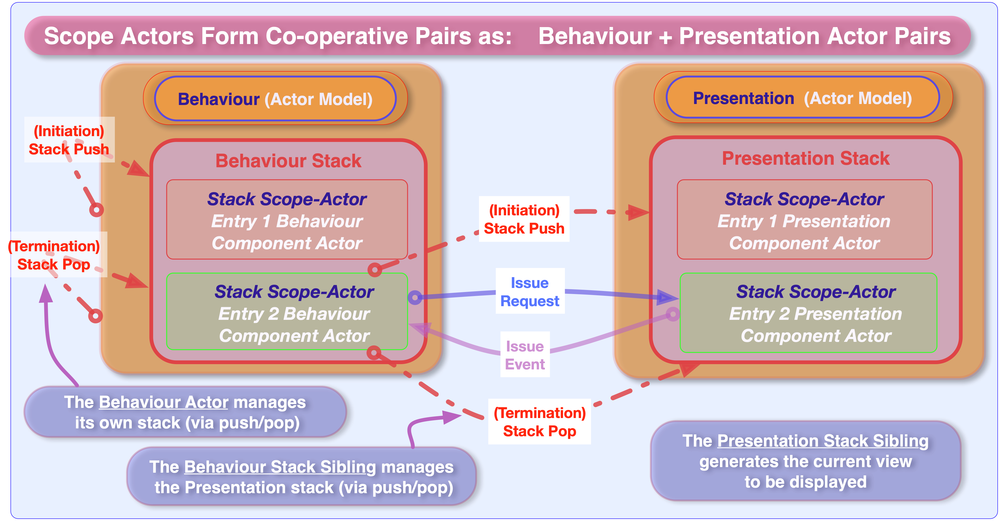 Scope Actors Form Co-operative Pairs as: Behaviour + Presentation Actor Pairs
Behaviour (Actor Model)
Presentation (Actor Model)
(Initiation)
Stack Push
Behaviour Stack
Presentation Stack
Stack Scope-Actor
Entry 1 Behaviour
Component Actor
(Initiation)
Stack Push
Stack Scope-Actor
Entry 1 Presentation
Component Actor
(Termination)
Stack Pop
Stack Scope-Actor
Entry 2 Behaviour
Component Actor
Issue
Request
Issue
Event
Stack Scope-Actor
Entry 2 Presentation
Component Actor
The Behaviour Actor manages
its own stack (via push/pop)
(Termination)
Stack Pop
The Behaviour Stack Sibling manages
the Presentation stack (via push/pop)
The Presentation Stack Sibling
generates the current view
to be displayed